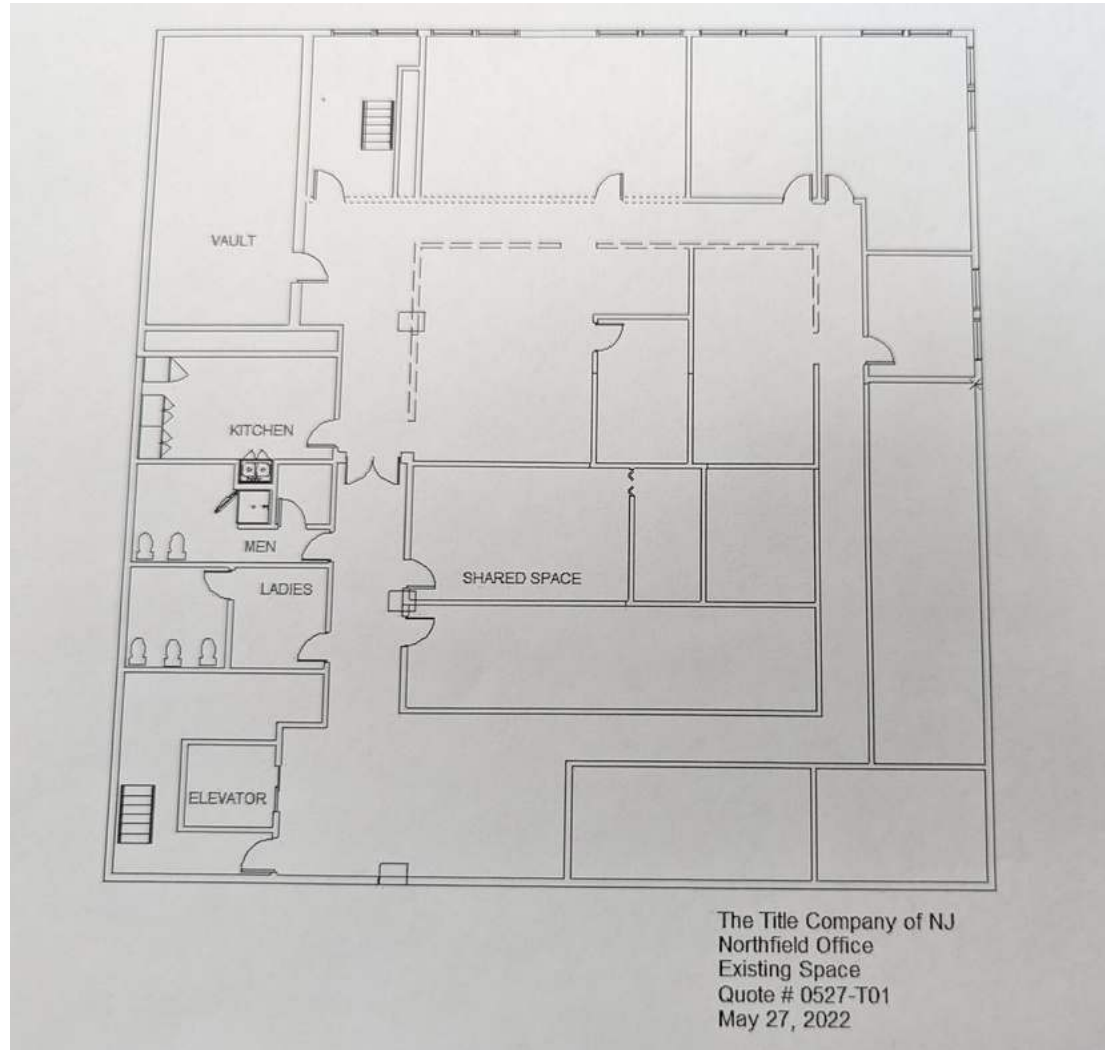 VAULT
KITCHEN
MEN
LADIES
SHARED SPACE
ELEVATOR
The Title Company of NJ
Northfield Office
Existing Space
Quote # 0527-T01
May 27, 2022